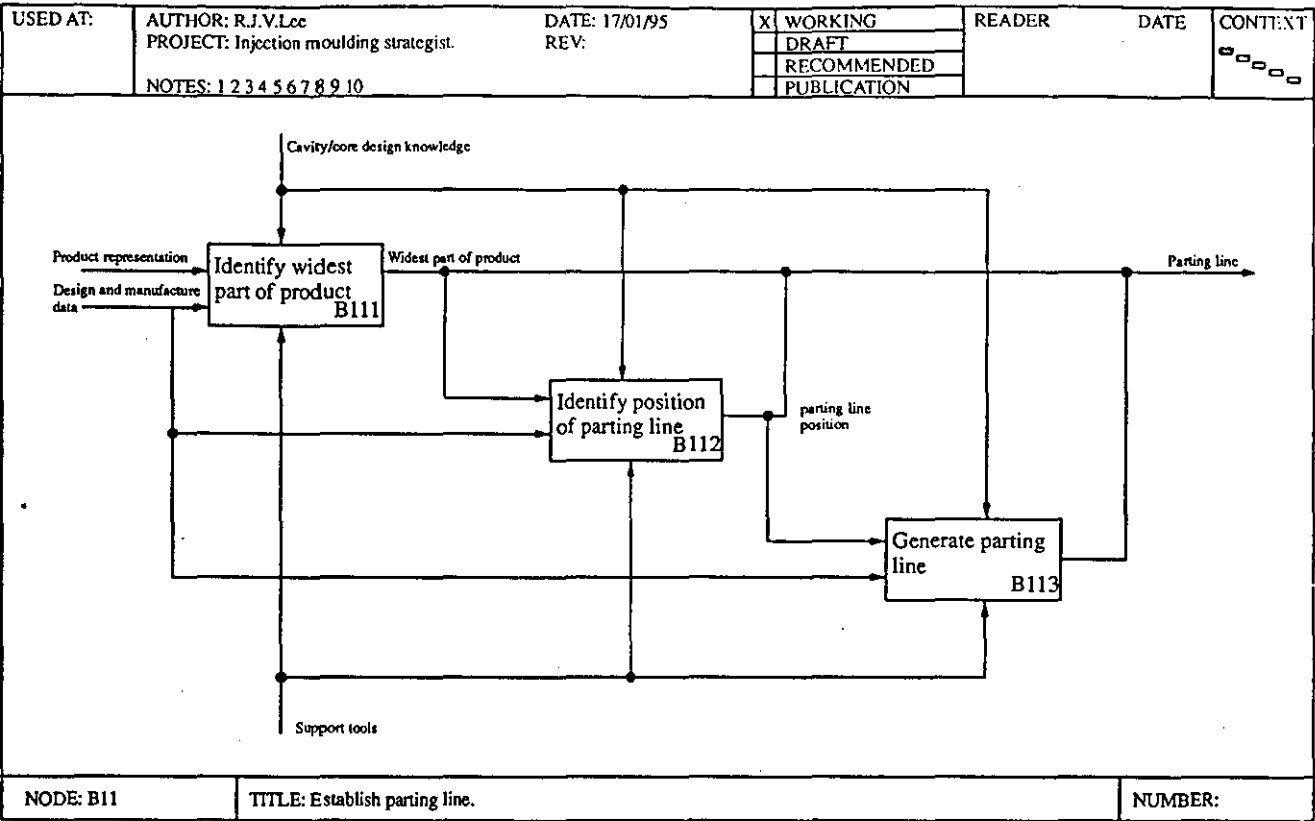 USED AT:
AUTHOR: R.J.V.Lee
DATE: 17/01/95
X WORKING
READER
DATE
CONTEXT
PROJECT: Injection moulding strategist.
REV:
DRAFT
RECOMMENDED
NOTES: 1 2 3 4 5 6 7 8 9 10
PUBLICATION
Cavity/core design knowledge
Product representation
Design and manufacture
data
Identify widest
part of product
B111
Widest part of product
Parting line
Identify position
of parting line
B112
parting line
position
Generate parting
line
B113
Support tools
NODE: B11
TITLE: Establish parting line.
NUMBER: